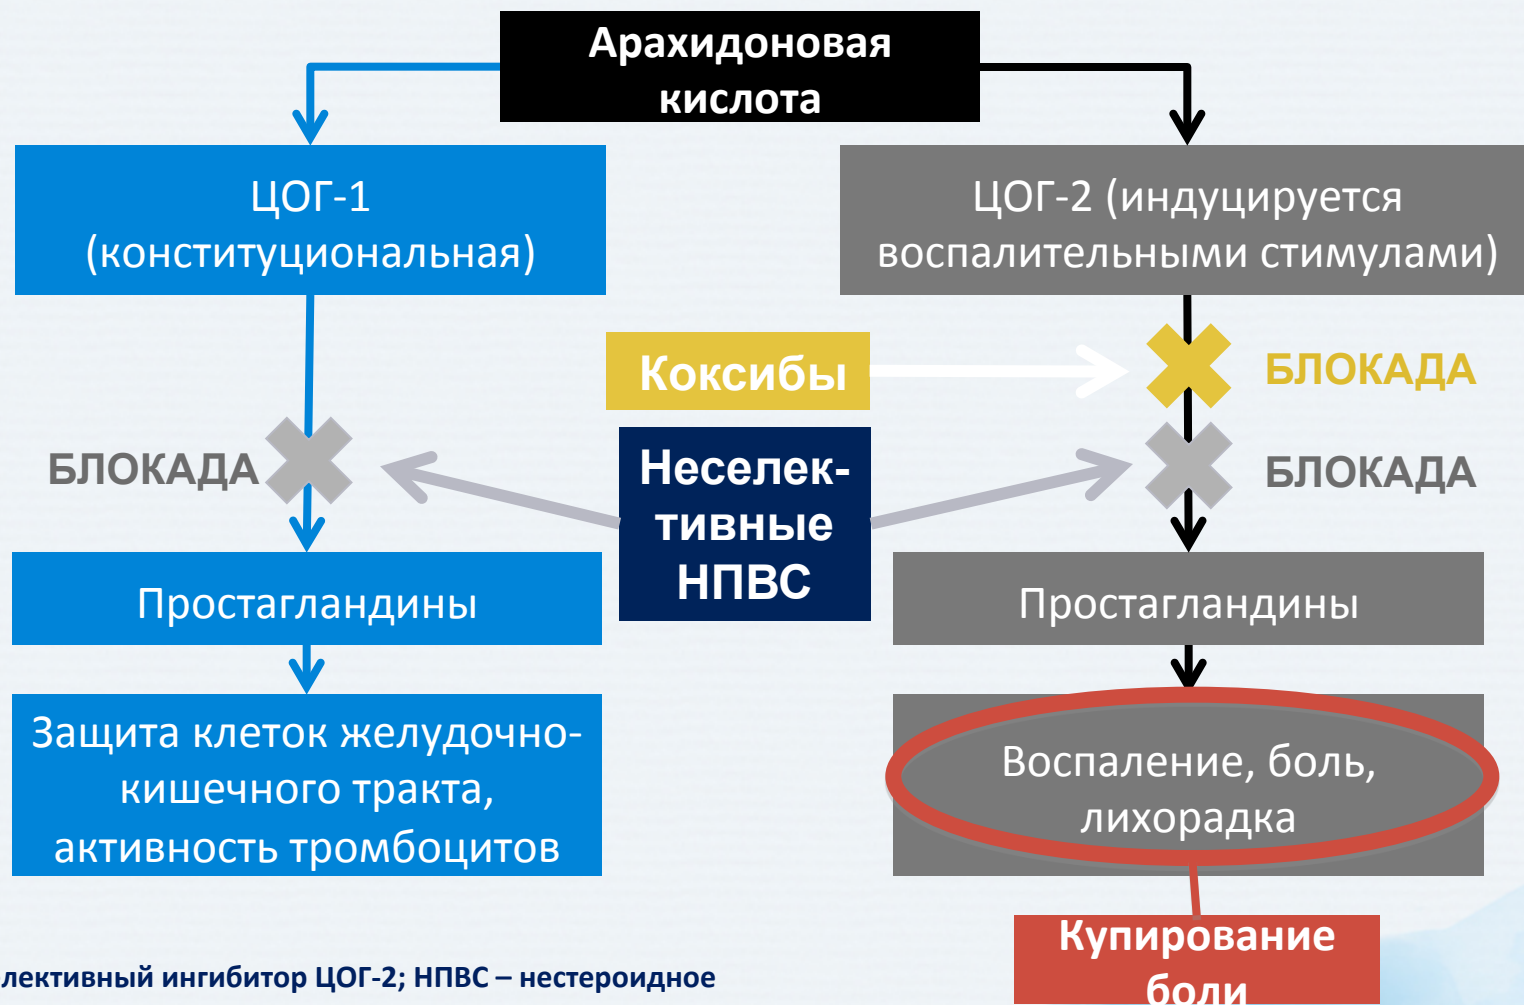 Арахидоновая
кислота
ЦОГ-1
(конституциональная)
ЦОГ-2 (индуцируется
воспалительными стимулами)
Коксибы
БЛОКАДА
БЛОКАДА
Неселек-
тивные
НПВС
БЛОКАДА
Простагландины
Простагландины
Защита клеток желудочно-
кишечного тракта,
активность тромбоцитов
Воспаление, боль,
лихорадка
Купирование
боли
ингибитор ЦОГ-2; НПВС – нестероидное